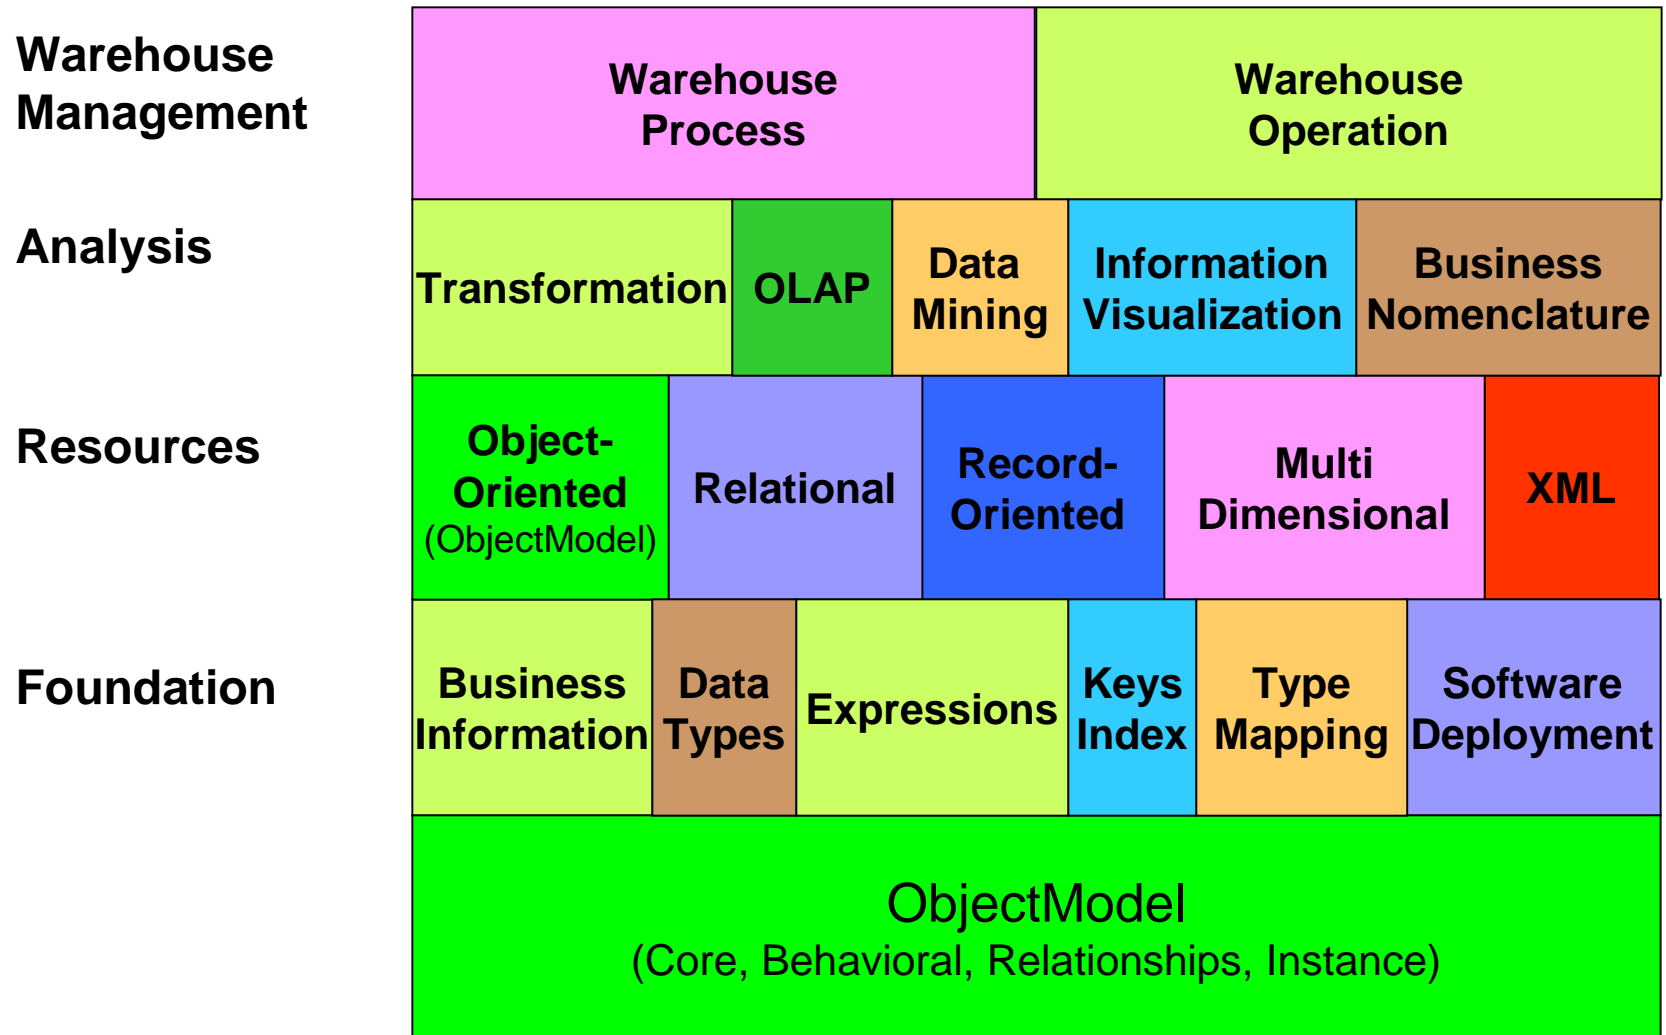 Warehouse
Management
Warehouse
Process
Warehouse
Operation
Analysis
Transformation
OLAP
Data
Mining
Information
Visualization
Business
Nomenclature
Resources
Object-
Oriented
(ObjectModel)
Relational
Record-
Oriented
Multi
Dimensional
XML
Foundation
Business
Information
Data
Types
Expressions
Keys
Index
Type
Mapping
Software
Deployment
ObjectModel
(Core, Behavioral, Relationships, Instance)